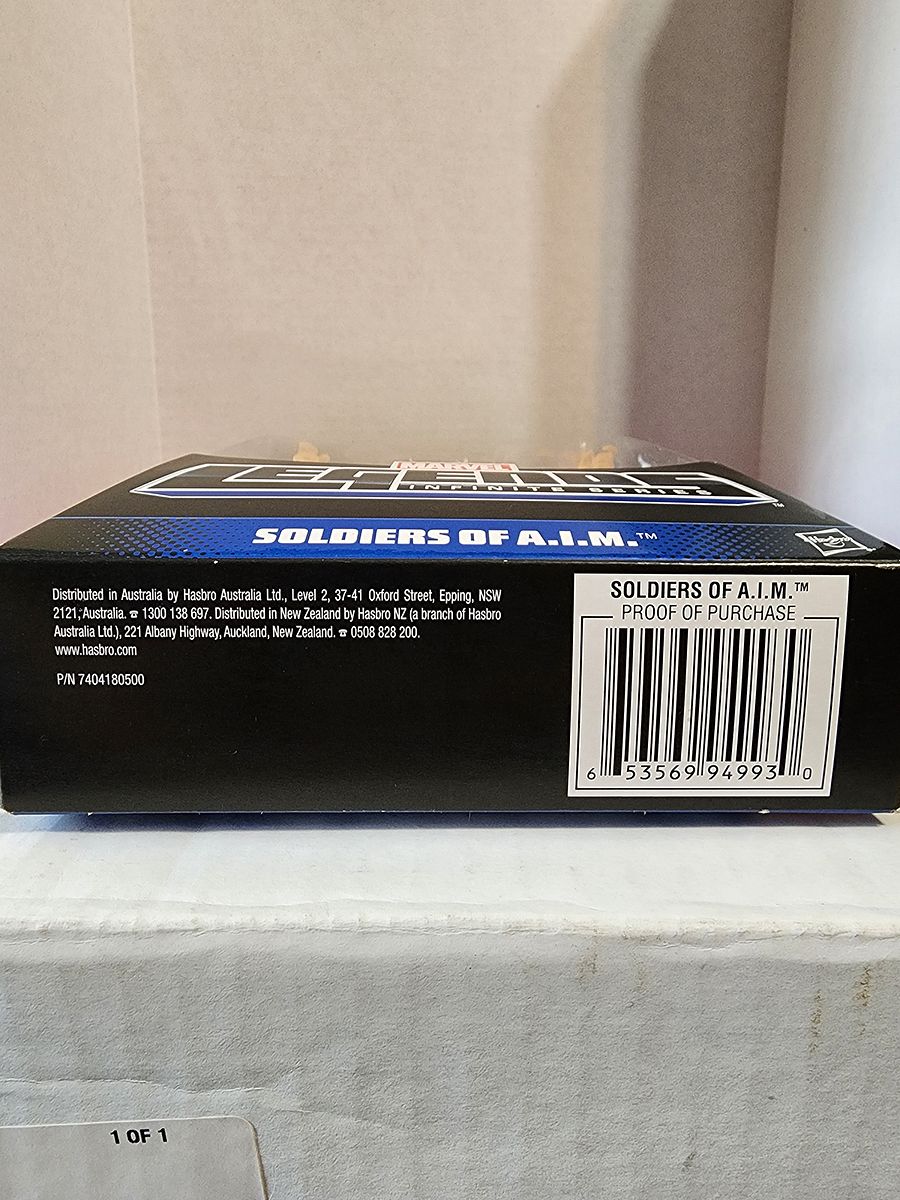 MARVEL
LEGENDS
INFINITE SERIES
TM
SOLDIERS OF A.I.M.™
Hasbro
Distributed in Australia by Hasbro Australia Ltd., Level 2, 37-41 Oxford Street, Epping, NSW
2121, Australia. ☎ 1300 138 697. Distributed in New Zealand by Hasbro NZ (a branch of Hasbro
Australia Ltd.), 221 Albany Highway, Auckland, New Zealand. ☎ 0508 828 200.
www.hasbro.com
P/N 7404180500
SOLDIERS OF A.I.M.™
PROOF OF PURCHASE
6 53569 94993 0
1 OF 1